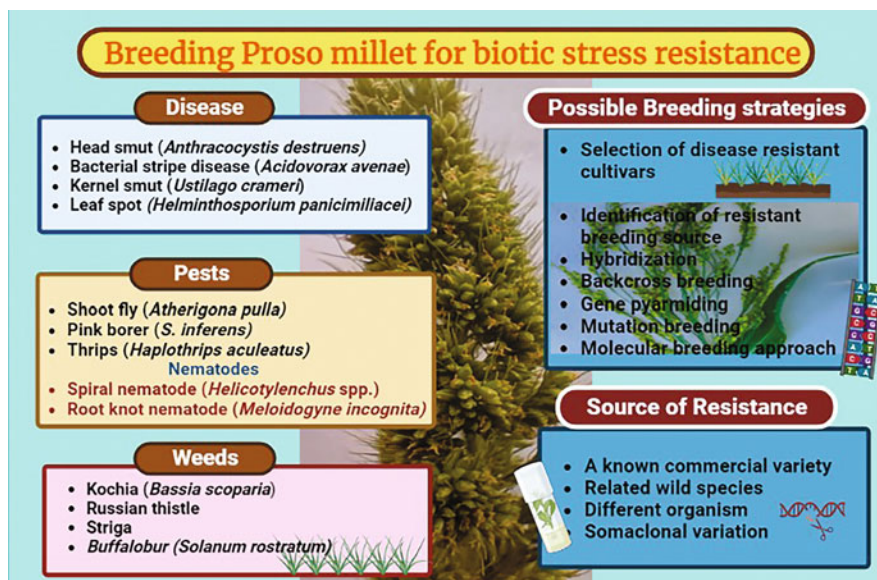 Breeding Proso millet for biotic stress resistance
Disease
• Head smut (Anthracocystis destruens)
• Bacterial stripe disease (Acidovorax avenae)
• Kernel smut (Ustilago crameri)
• Leaf spot (Helminthosporium panicimiliacei)
Pests
• Shoot fly (Atherigona pulla)
• Pink borer (S. inferens)
• Thrips (Haplothrips aculeatus)
Nematodes
• Spiral nematode (Helicotylenchus spp.)
• Root knot nematode (Meloidogyne incognita)
Weeds
• Kochia (Bassia scoparia)
• Russian thistle
• Striga
• Buffalobur (Solanum rostratum)
Possible Breeding strategies
• Selection of disease resistant
cultivars
• Identification of resistant
breeding source
• Hybridization
• Backcross breeding
• Gene pyarmiding
• Mutation breeding
• Molecular breeding approach
Source of Resistance
• A known commercial variety
• Related wild species
• Different organism
• Somaclonal variation